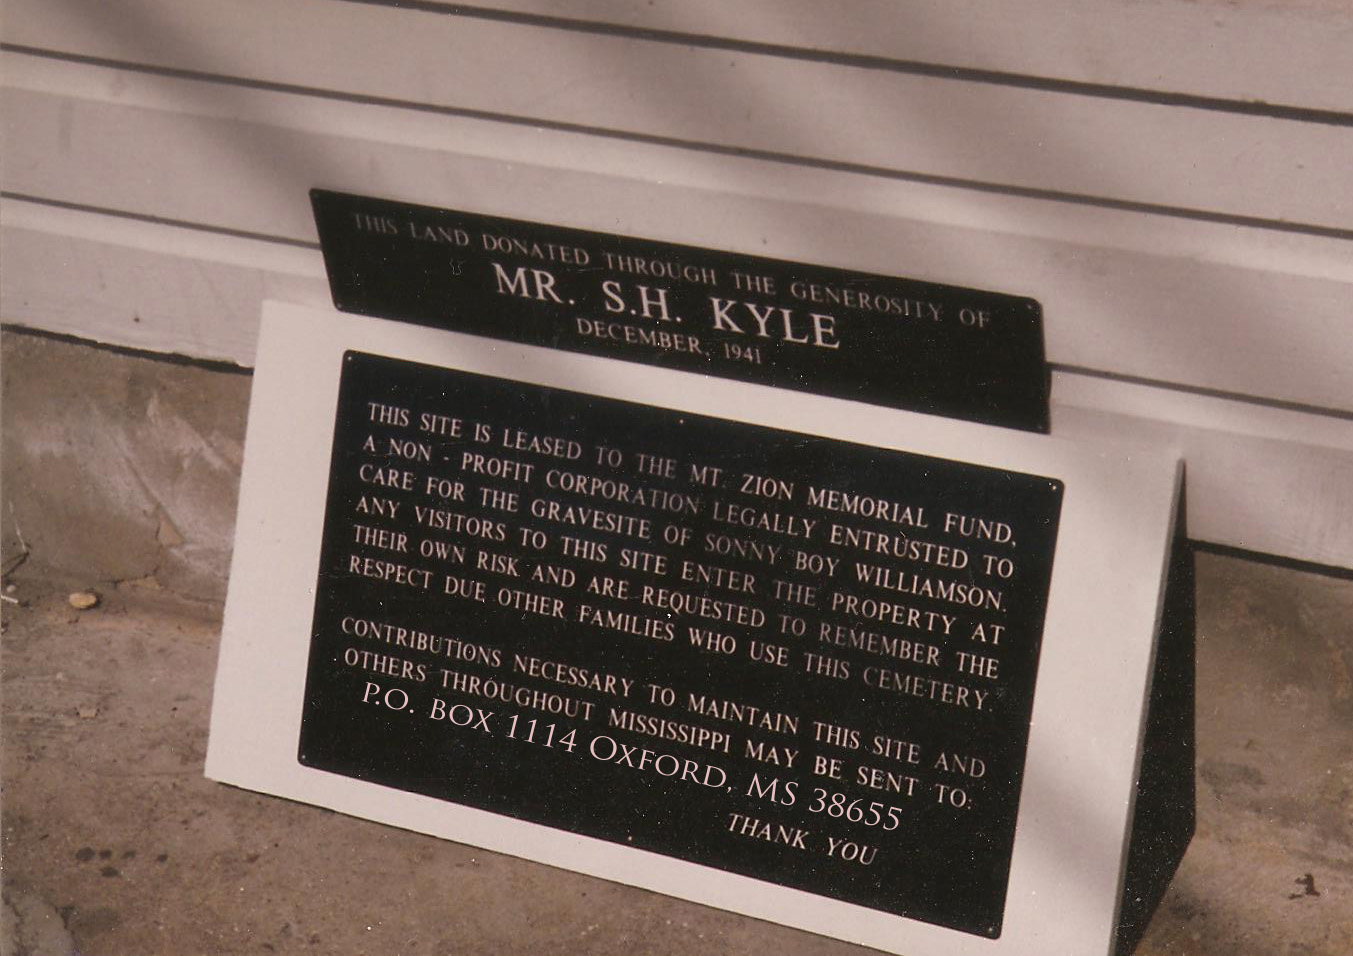 THIS LAND DONATED THROUGH THE GENEROSITY OF
MR. S.H. KYLE
DECEMBER, 1941
THIS SITE IS LEASED TO THE MT. ZION MEMORIAL FUND,
A NON - PROFIT CORPORATION LEGALLY ENTRUSTED TO
CARE FOR THE GRAVESITE OF SONNY BOY WILLIAMSON.
ANY VISITORS TO THIS SITE ENTER THE PROPERTY AT
THEIR OWN RISK AND ARE REQUESTED TO REMEMBER THE
RESPECT DUE OTHER FAMILIES WHO USE THIS CEMETERY.
CONTRIBUTIONS NECESSARY TO MAINTAIN THIS SITE AND
OTHERS THROUGHOUT MISSISSIPPI MAY BE SENT TO:
P.O. BOX 1114 OXFORD, MS 38655
THANK YOU